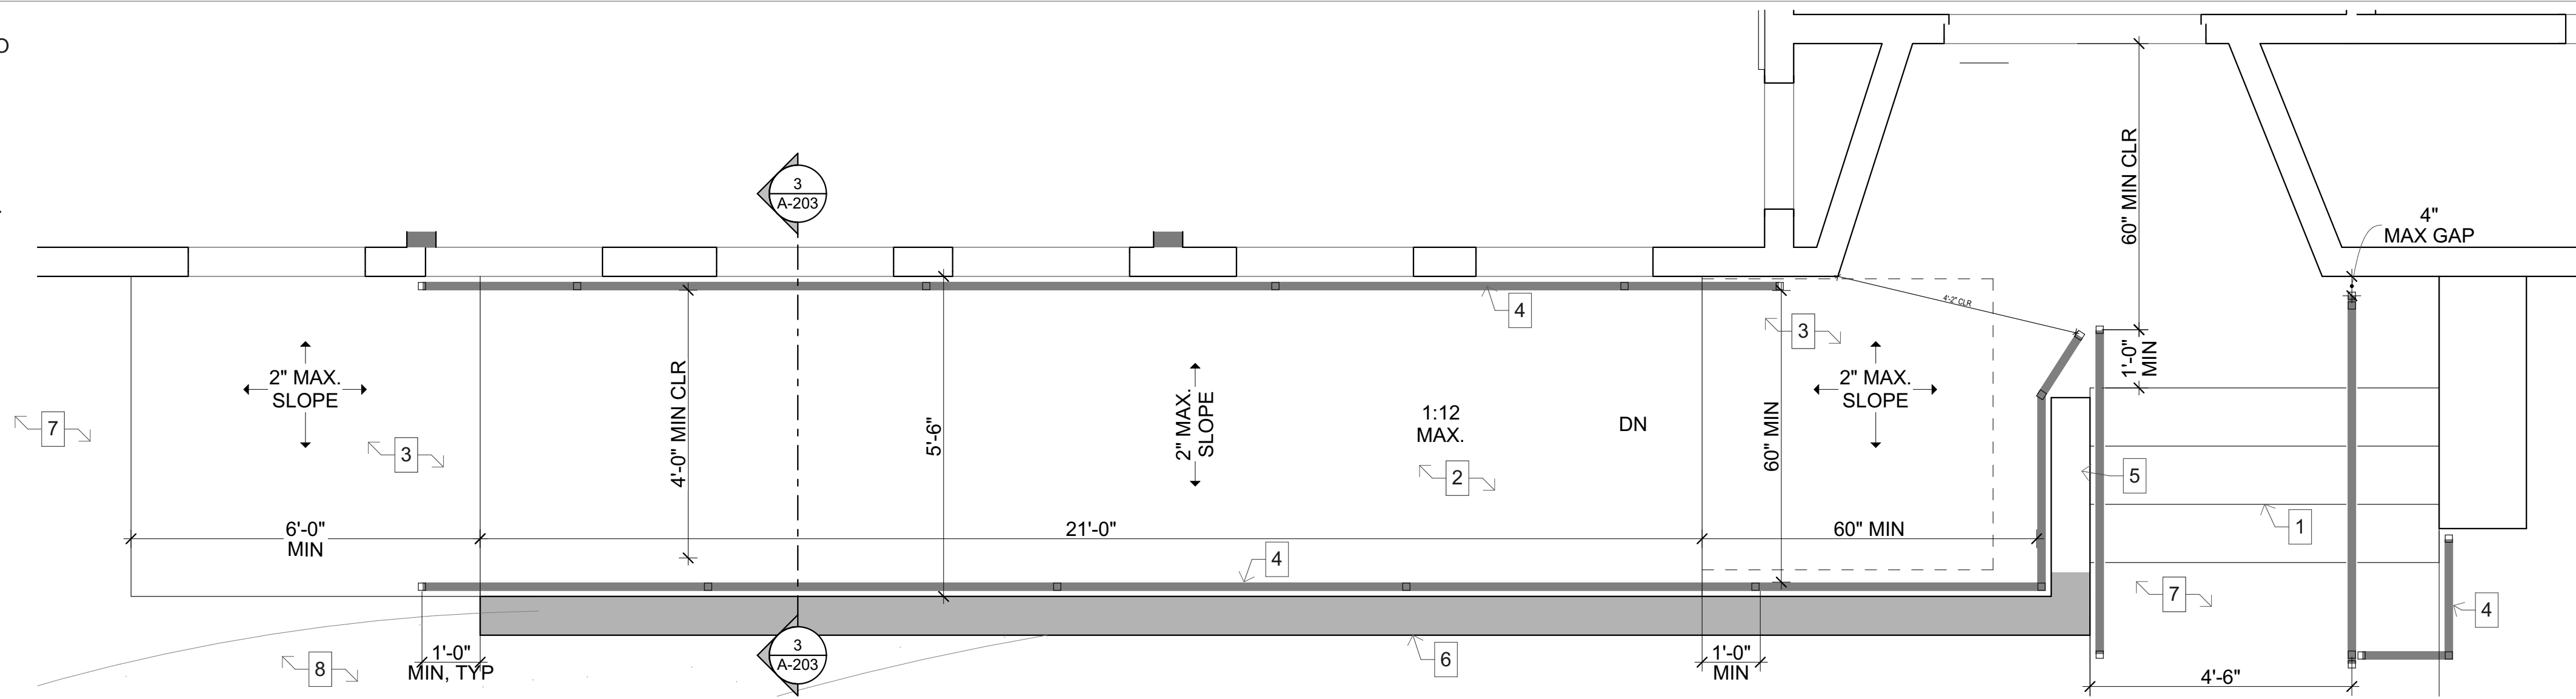 O
3
A-203
60" MIN CLR
4"
MAX GAP
4
4'-2" CLR
3
1'-0"
MIN
2" MAX.
SLOPE
4'-0" MIN CLR
5'-6"
2" MAX.
SLOPE
1:12
MAX.
DN
60" MIN
2" MAX.
SLOPE
7
3
2
5
6'-0"
MIN
21'-0"
60" MIN
1
4
7
4
3
A-203
1'-0"
MIN, TYP
8
6
1'-0"
MIN
4'-6"